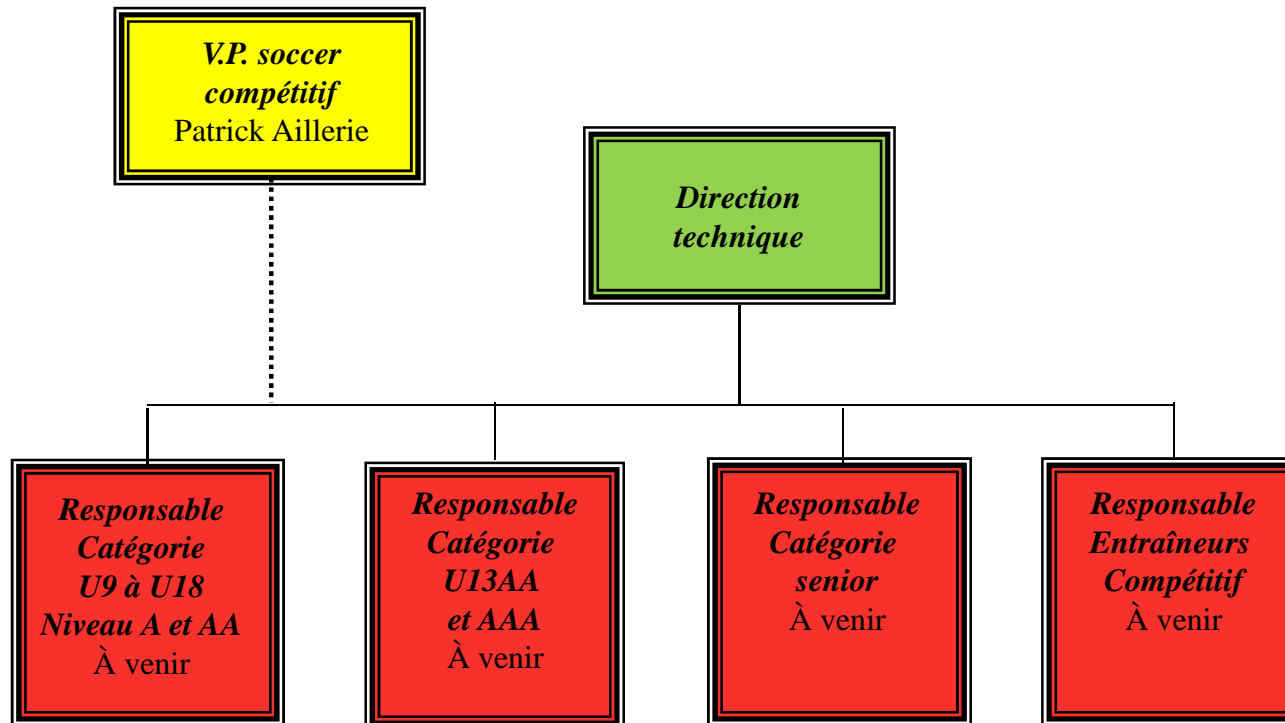 V.P. soccer
compétitif
Patrick Aillerie
Direction
technique
Responsable
Catégorie
U9 à U18
Niveau A et AA
À venir
Responsable
Catégorie
U13AA
et AAA
À venir
Responsable
Catégorie
senior
À venir
Responsable
Entraîneurs
Compétitif
À venir